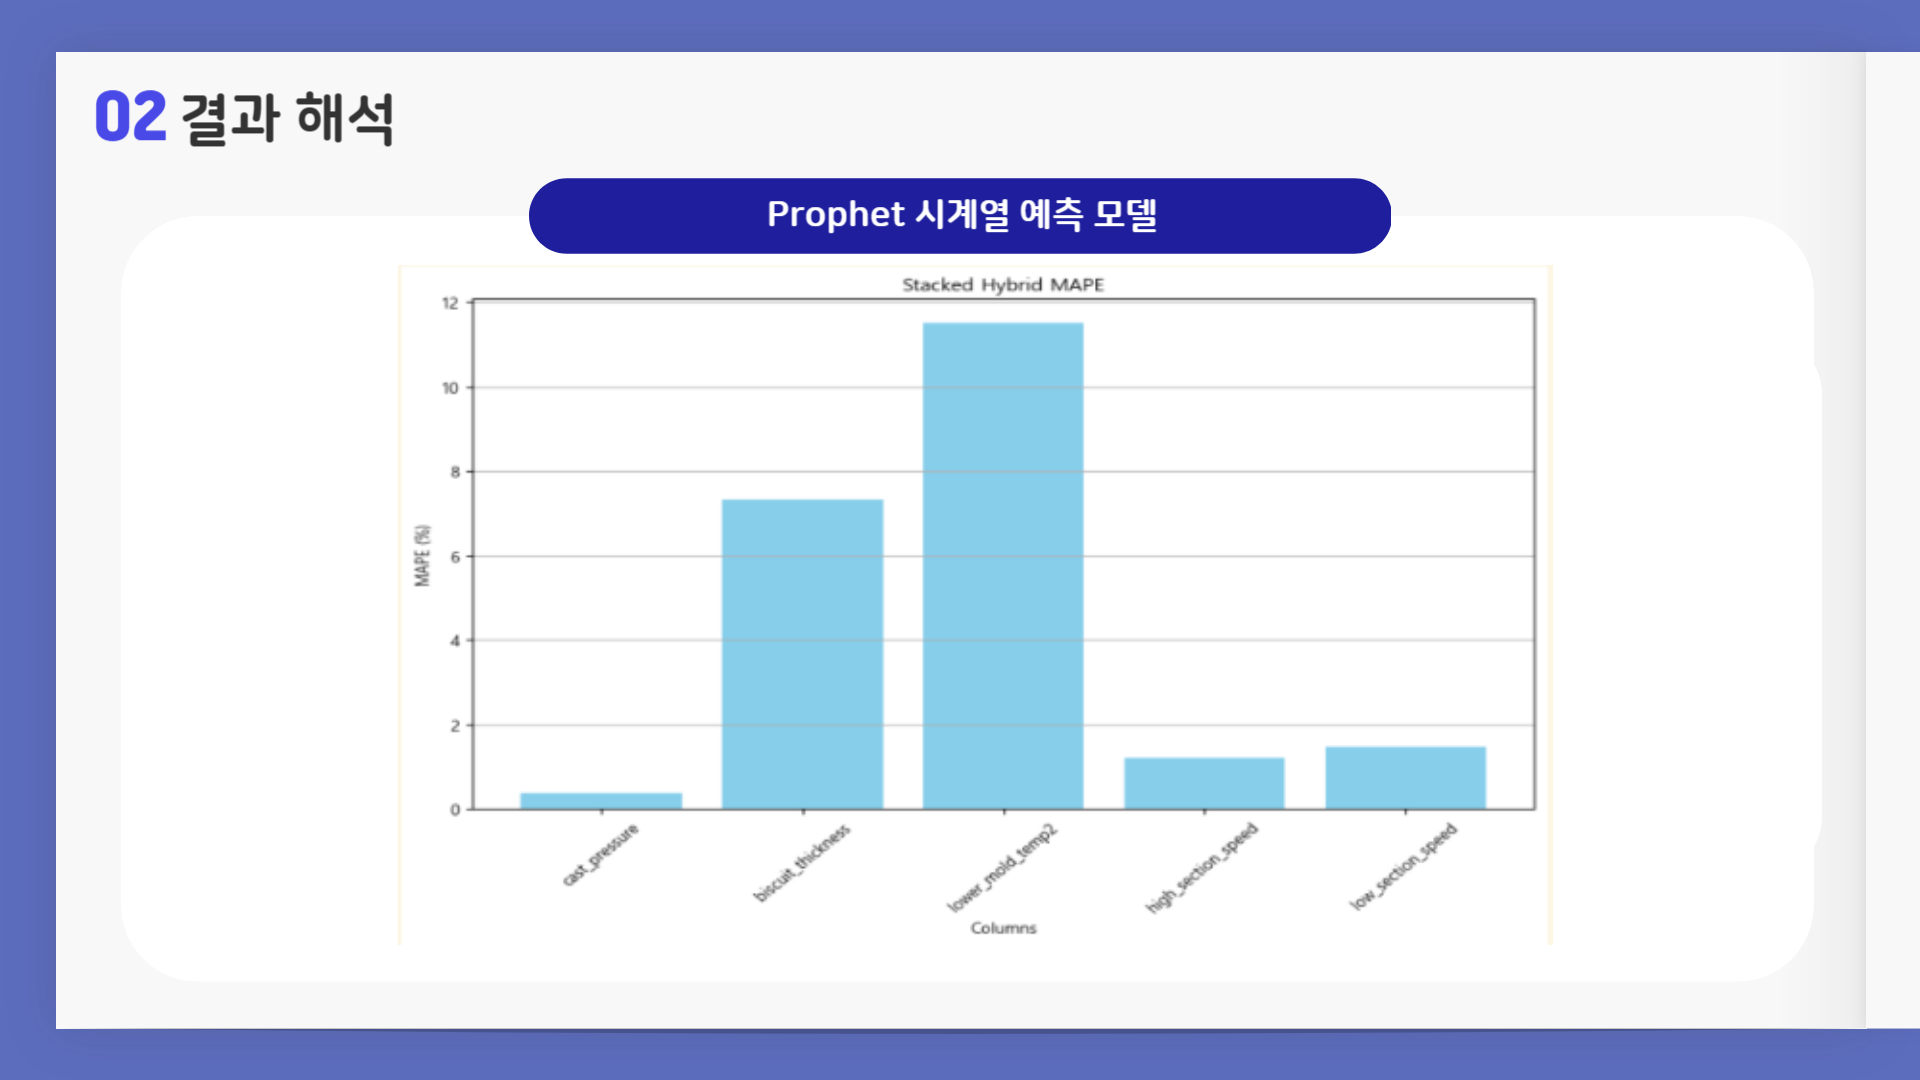 02 결과 해석
Prophet 시계열 예측 모델
Stacked Hybrid MAPE
12
10
8
6
4
2
0
MAPE (%)
cast_pressure
biscuit_thickness
lower_mold_temp2
high_section_speed
low_section_speed
Columns